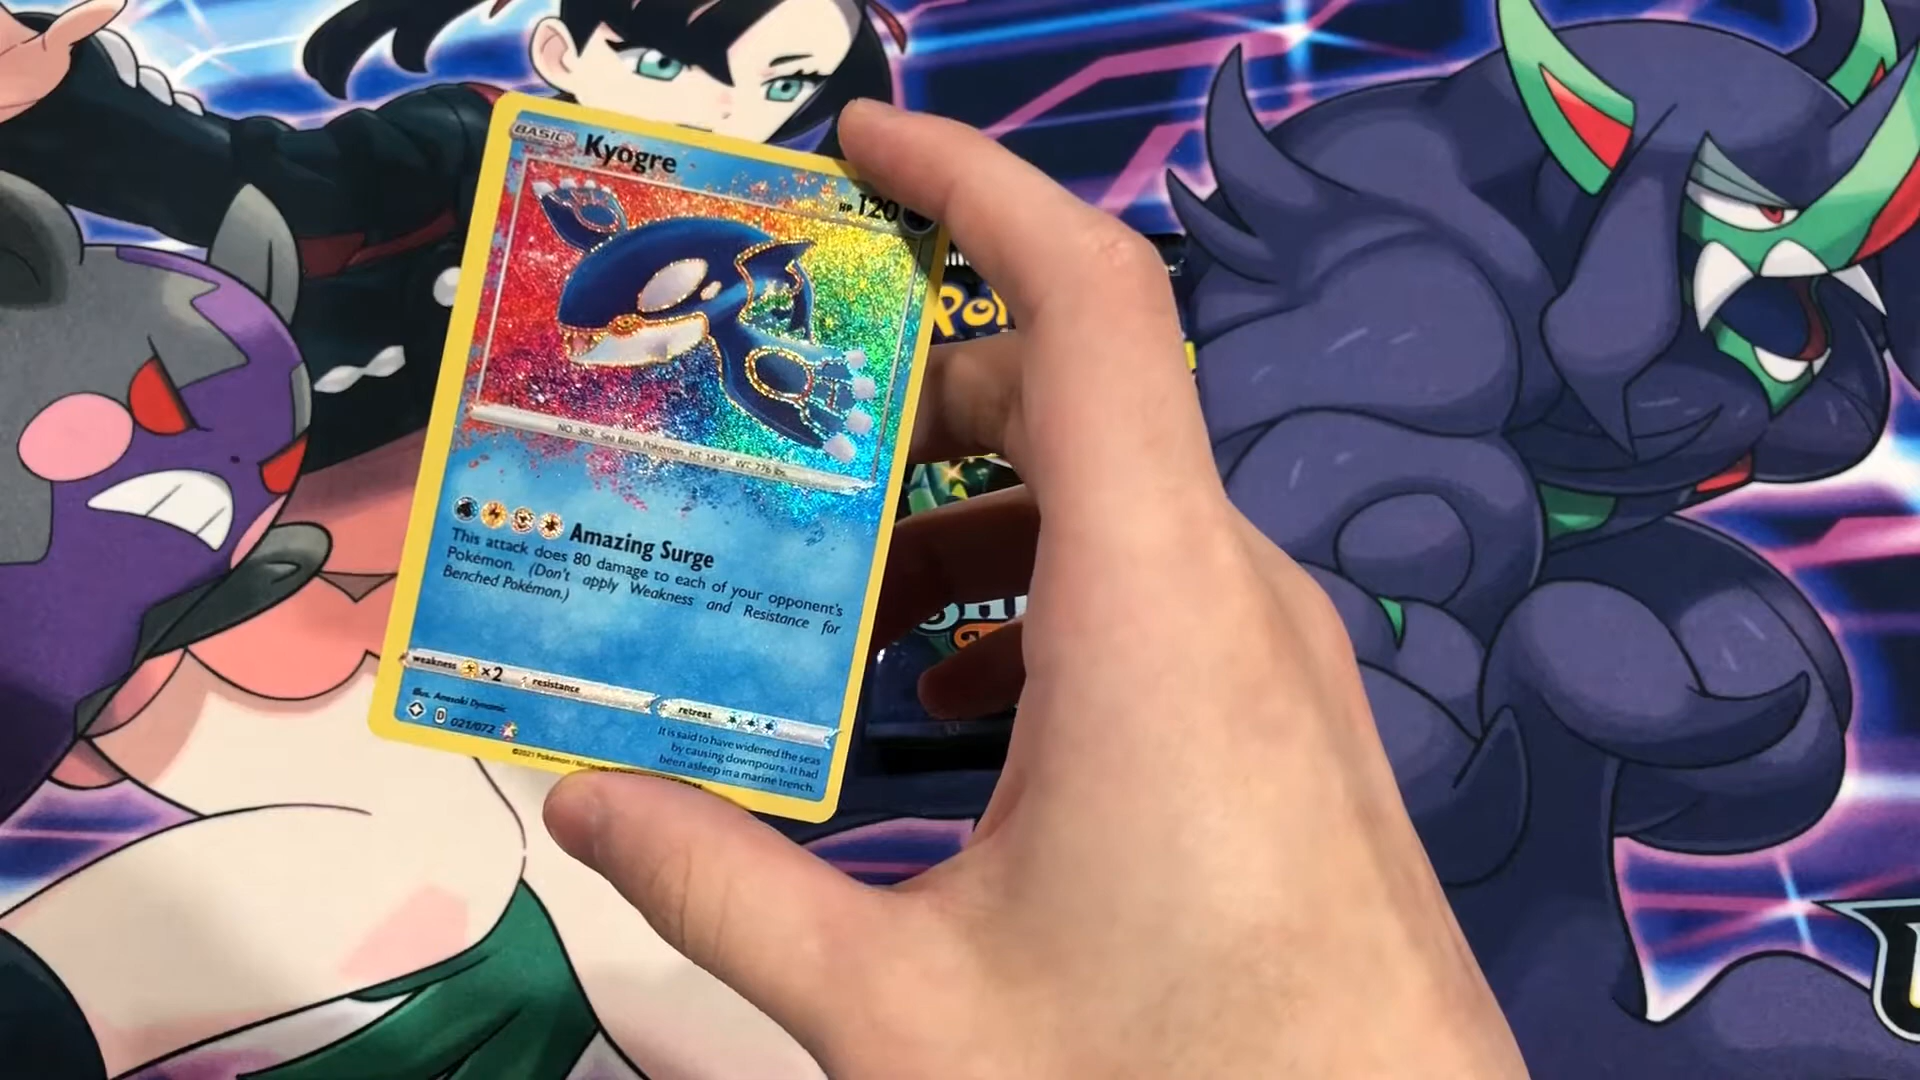 BASIC Kyogre
HP 120
NO. 382 Sea Basin Pokémon HT: 14'9" WT: 776 lbs.
Amazing Surge
This attack does 80 damage to each of your opponent's
Pokémon. (Don't apply Weakness and Resistance for
Benched Pokémon.)
weakness ×2 resistance
retreat
Illus. Anesaki Dynamic
D 021/072
It is said to have widened the seas
by causing downpours. It had
been asleep in a marine trench.
©2021 Pokémon / Nintendo /